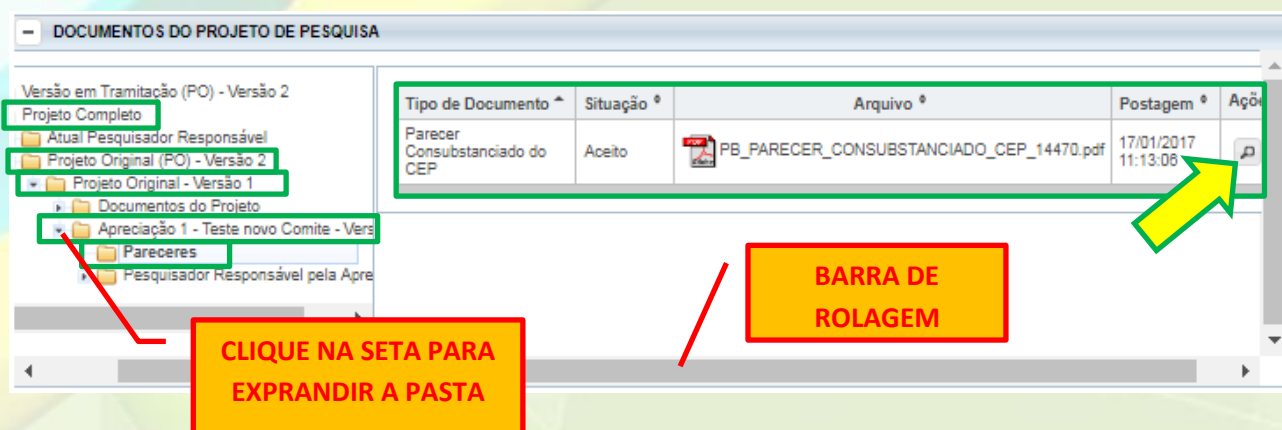 DOCUMENTOS DO PROJETO DE PESQUISA
Versão em Tramitação (PO) - Versão 2
Projeto Completo
Atual Pesquisador Responsável
Projeto Original (PO) - Versão 2
Projeto Original - Versão 1
Documentos do Projeto
Apreciação 1 - Teste novo Comite - Vers
Pareceres
Pesquisador Responsável pela Apre
Tipo de Documento Situação Arquivo Postagem Açõe
Parecer
Consubstanciado do
CEP
Aceito
PB_PARECER_CONSUBSTANCIADO_CEP_14470.pdf
17/01/2017
11:13:06
BARRA DE
ROLAGEM
CLIQUE NA SETA PARA
EXPRANDIR A PASTA